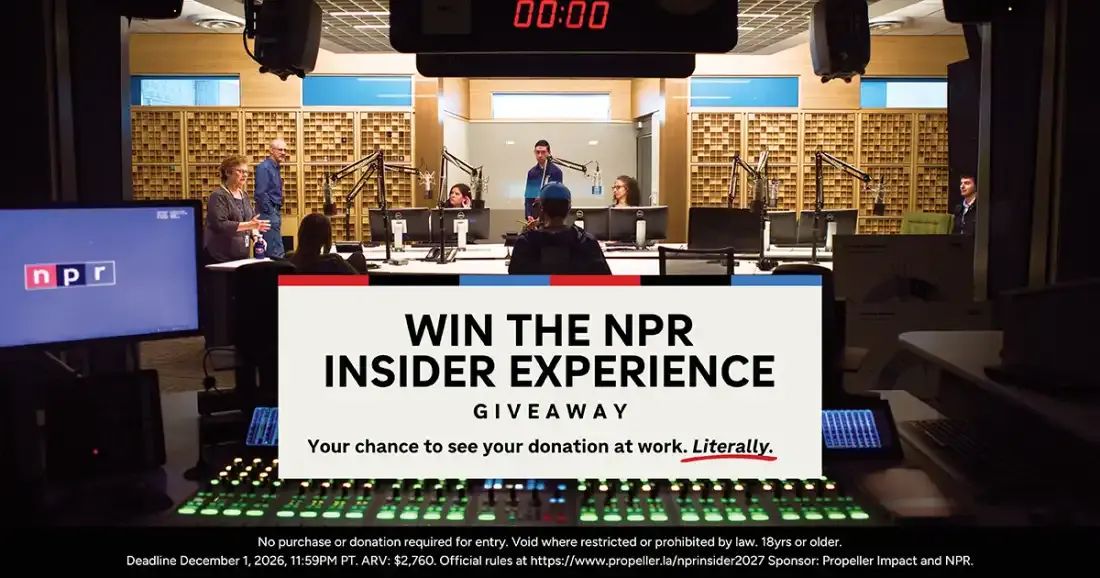 00:00
npr
WIN THE NPR
INSIDER EXPERIENCE
GIVEAWAY
Your chance to see your donation at work. Literally.
No purchase or donation required for entry. Void where restricted or prohibited by law. 18yrs or older.
Deadline December 1, 2026, 11:59PM PT. ARV: $2,760. Official rules at https://www.propeller.la/nprinsider2027 Sponsor: Propeller Impact and NPR.